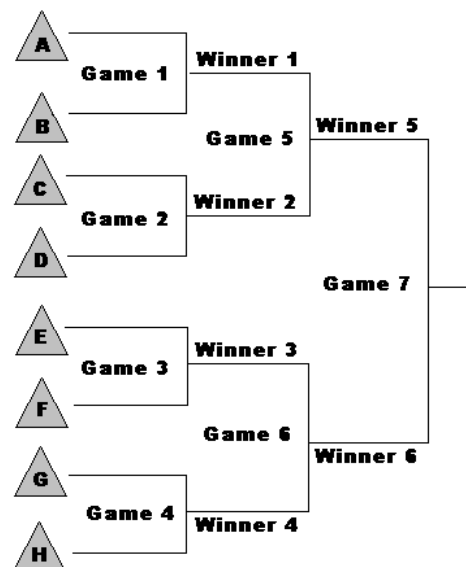 A
Winner 1
Game 1
B
Game 5
Winner 5
C
Winner 2
Game 2
D
Game 7
E
Winner 3
Game 3
F
Game 6
Winner 6
G
Game 4
Winner 4
H